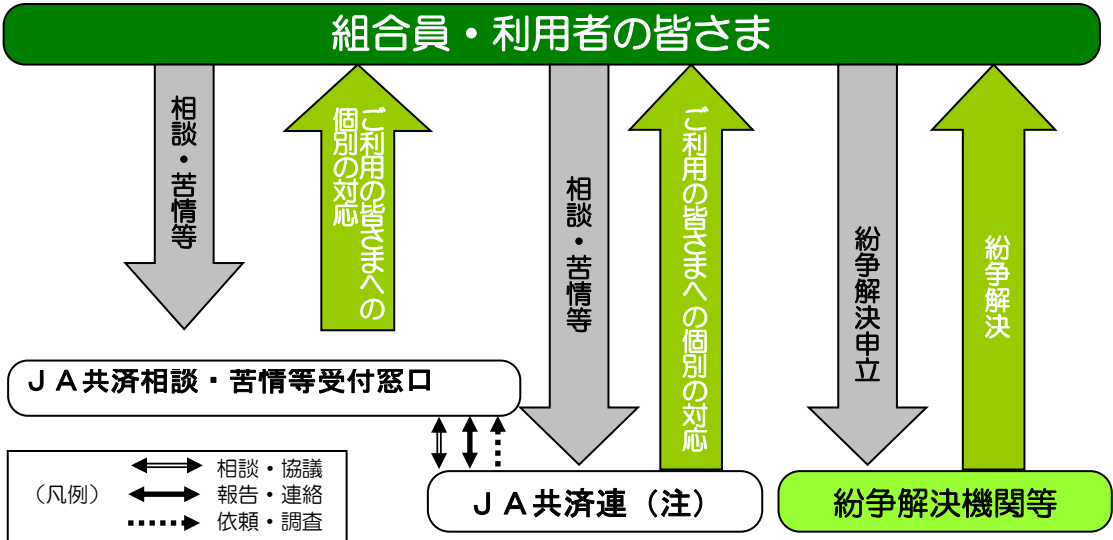 組合員・利用者の皆さま
相談・苦情等
ご利用の皆さまへの
個別の対応
相談・苦情等
ご利用の皆さまへの個別の対応
紛争解決申立
紛争解決
ＪＡ共済相談・苦情等受付窓口
（凡例）
相談・協議
報告・連絡
依頼・調査
ＪＡ共済連（注）
紛争解決機関等